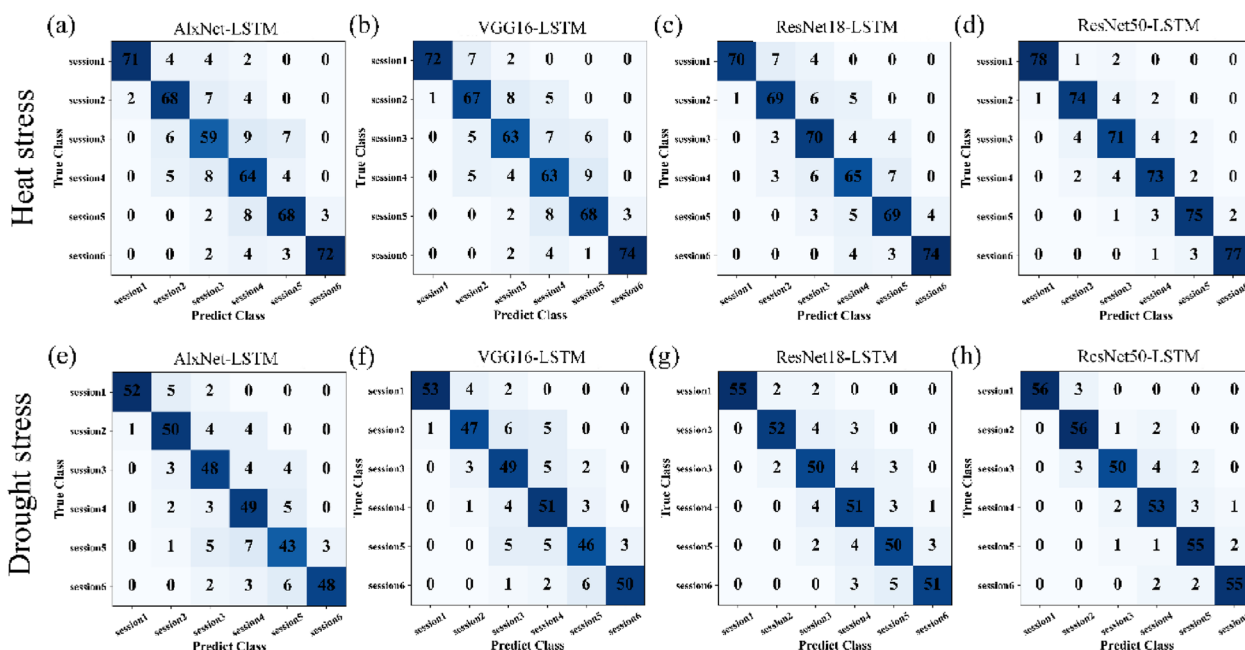 (a) AlxNet-LSTM
session1 71 4 4 2 0 0
session2 2 68 7 4 0 0
session3 0 6 59 9 7 0
session4 0 5 8 64 4 0
session5 0 0 2 8 68 3
session6 0 0 2 4 3 72
session1 session2 session3 session4 session5 session6
True Class
Predict Class
(b) VGG16-LSTM
session1 72 7 2 0 0 0
session2 1 67 8 5 0 0
session3 0 5 63 7 6 0
session4 0 5 4 63 9 0
session5 0 0 2 8 68 3
session6 0 0 2 4 1 74
session1 session2 session3 session4 session5 session6
True Class
Predict Class
(c) ResNet18-LSTM
session1 70 7 4 0 0 0
session2 1 69 6 5 0 0
session3 0 3 70 4 4 0
session4 0 3 6 65 7 0
session5 0 0 3 5 69 4
session6 0 0 0 4 3 74
session1 session2 session3 session4 session5 session6
True Class
Predict Class
(d) ResNet50-LSTM
session1 78 1 2 0 0 0
session2 1 74 4 2 0 0
session3 0 4 71 4 2 0
session4 0 2 4 73 2 0
session5 0 0 1 3 75 2
session6 0 0 0 1 3 77
session1 session2 session3 session4 session5 session6
True Class
Predict Class
Heat stress
(e) AlxNet-LSTM
session1 52 5 2 0 0 0
session2 1 50 4 4 0 0
session3 0 3 48 4 4 0
session4 0 2 3 49 5 0
session5 0 1 5 7 43 3
session6 0 0 2 3 6 48
session1 session2 session3 session4 session5 session6
True Class
Predict Class
(f) VGG16-LSTM
session1 53 4 2 0 0 0
session2 1 47 6 5 0 0
session3 0 3 49 5 2 0
session4 0 1 4 51 3 0
session5 0 0 5 5 46 3
session6 0 0 1 2 6 50
session1 session2 session3 session4 session5 session6
True Class
Predict Class
(g) ResNet18-LSTM
session1 55 2 2 0 0 0
session2 0 52 4 3 0 0
session3 0 2 50 4 3 0
session4 0 0 4 51 3 1
session5 0 0 2 4 50 3
session6 0 0 0 3 5 51
session1 session2 session3 session4 session5 session6
True Class
Predict Class
(h) ResNet50-LSTM
session1 56 3 0 0 0 0
session2 0 56 1 2 0 0
session3 0 3 50 4 2 0
session4 0 0 2 53 3 1
session5 0 0 1 1 55 2
session6 0 0 0 2 2 55
session1 session2 session3 session4 session5 session6
True Class
Predict Class
Drought stress